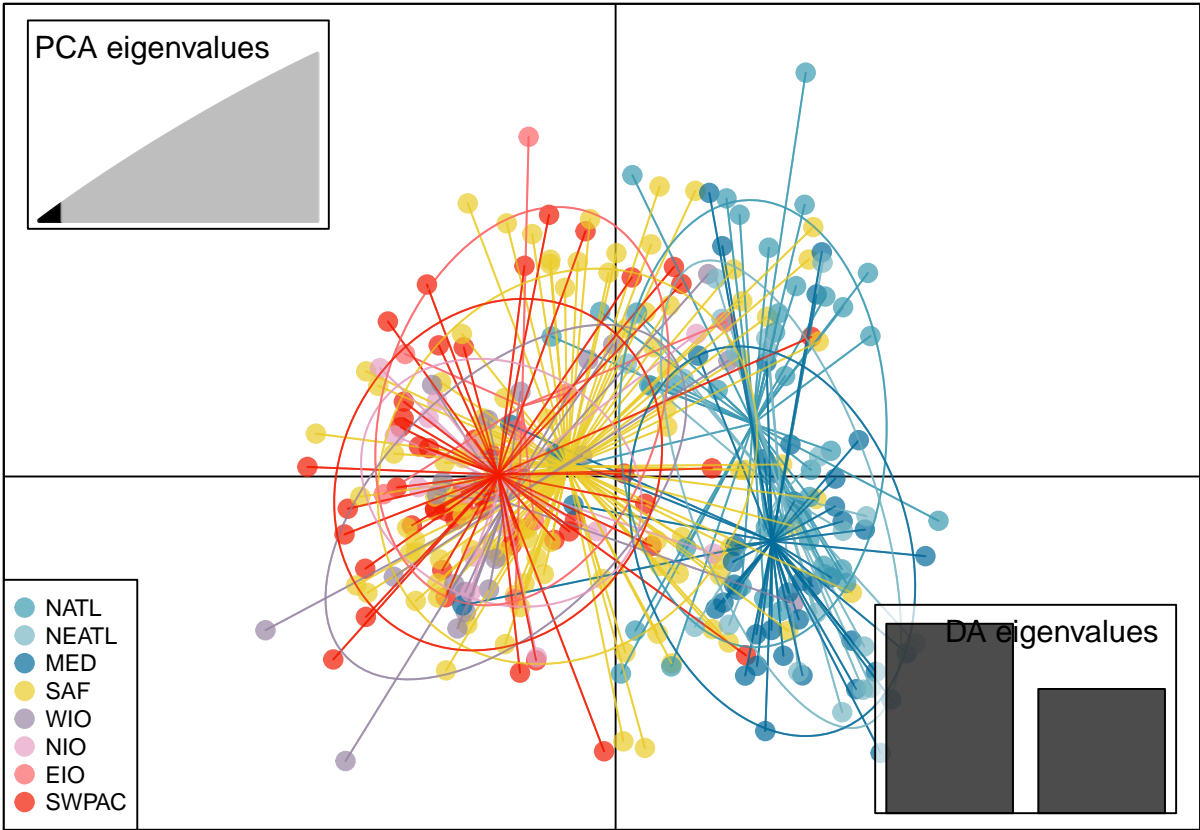 PCA eigenvalues
NATL
NEATL
MED
SAF
WIO
NIO
EIO
SWPAC
DA eigenvalues